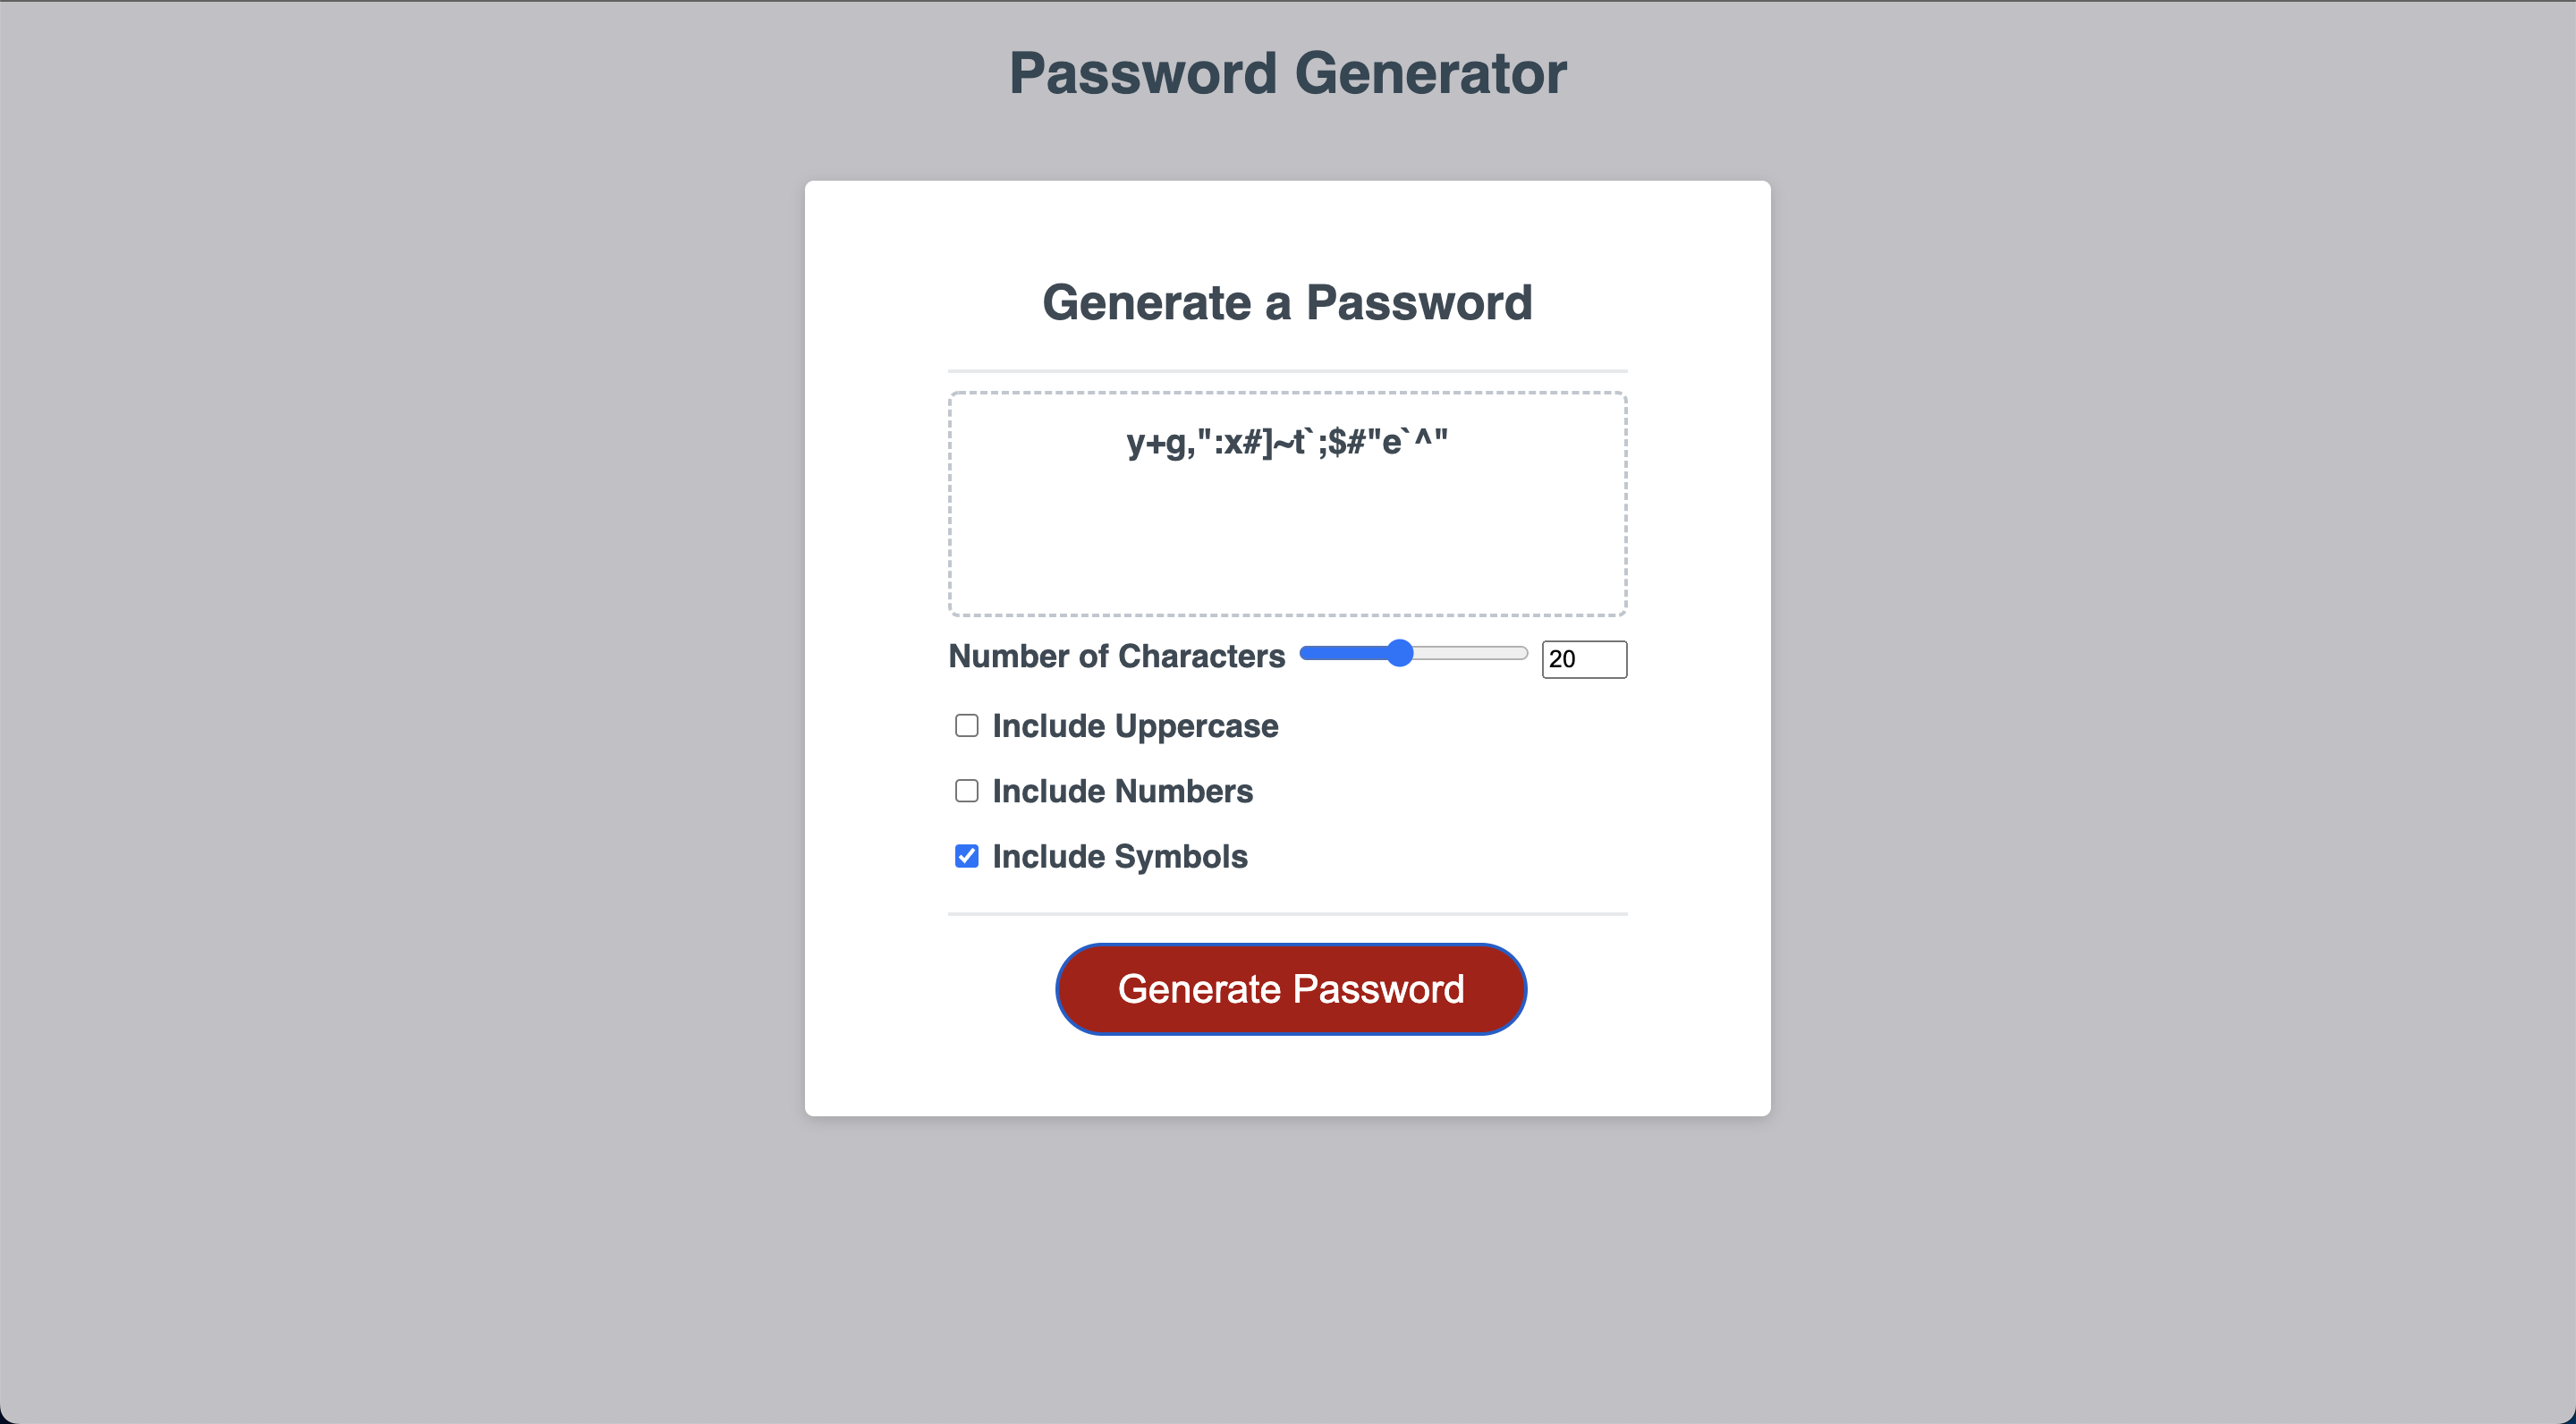 Password Generator
Generate a Password
y+g,":x#]~t`;$#"e`^"
Number of Characters 20
Include Uppercase
Include Numbers
Include Symbols
Generate Password